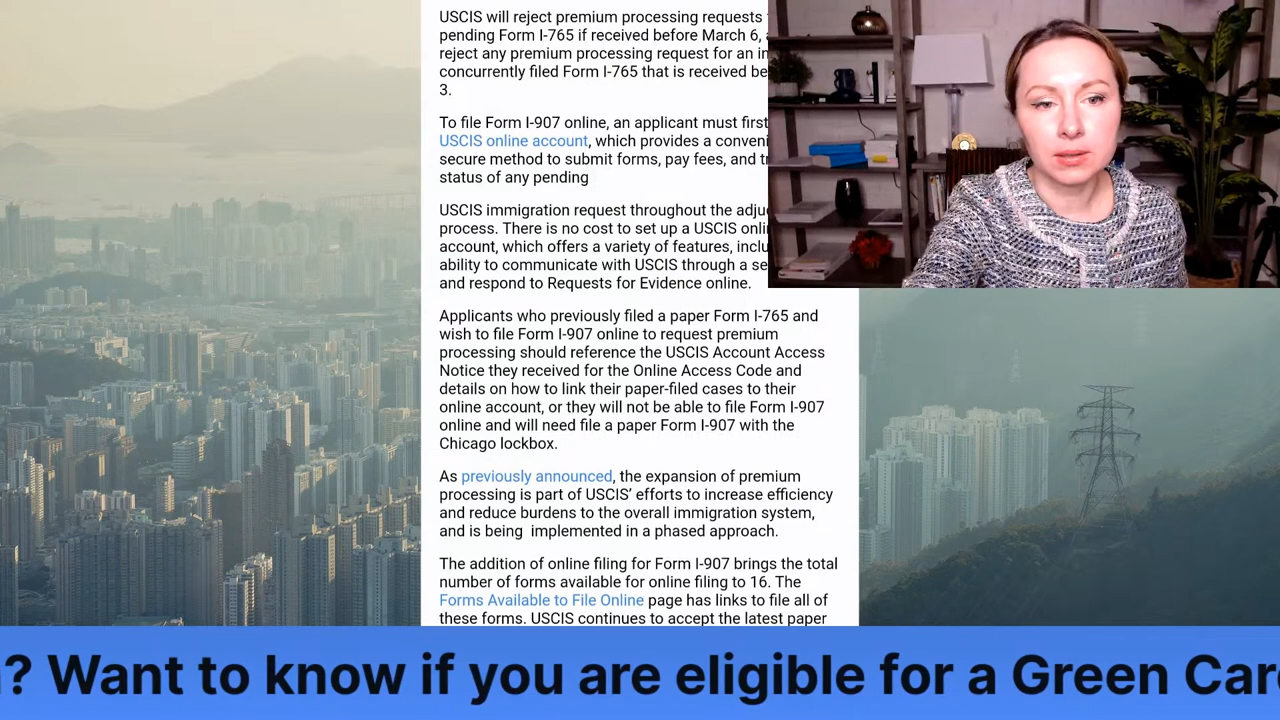 USCIS will reject premium processing requests
pending Form I-765 if received before March 6,
reject any premium processing request for an
concurrently filed Form I-765 that is received
3.
To file Form I-907 online, an applicant must first
USCIS online account, which provides a
secure method to submit forms, pay fees, and
status of any pending
USCIS immigration request throughout the
process. There is no cost to set up a USCIS
account, which offers a variety of features,
ability to communicate with USCIS through a
and respond to Requests for Evidence online.
Applicants who previously filed a paper Form I-765 and
wish to file Form I-907 online to request premium
processing should reference the USCIS Account Access
Notice they received for the Online Access Code and
details on how to link their paper-filed cases to their
online account, or they will not be able to file Form I-907
online and will need file a paper Form I-907 with the
Chicago lockbox.
As previously announced, the expansion of premium
processing is part of USCIS' efforts to increase efficiency
and reduce burdens to the overall immigration system,
and is being implemented in a phased approach.
The addition of online filing for Form I-907 brings the total
number of forms available for online filing to 16. The
Forms Available to File Online page has links to file all of
these forms. USCIS continues to accept the latest paper
? Want to know if you are eligible for a Green